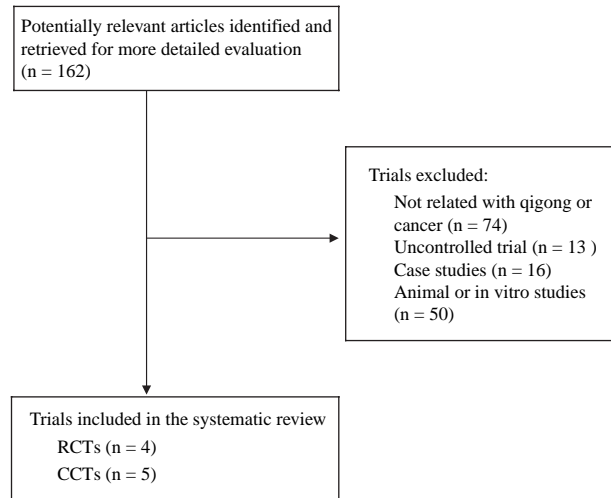 Potentially relevant articles identified and
retrieved for more detailed evaluation
(n = 162)
Trials excluded:
Not related with qigong or
cancer (n = 74)
Uncontrolled trial (n = 13 )
Case studies (n = 16)
Animal or in vitro studies
(n = 50)
Trials included in the systematic review
RCTs (n = 4)
CCTs (n = 5)